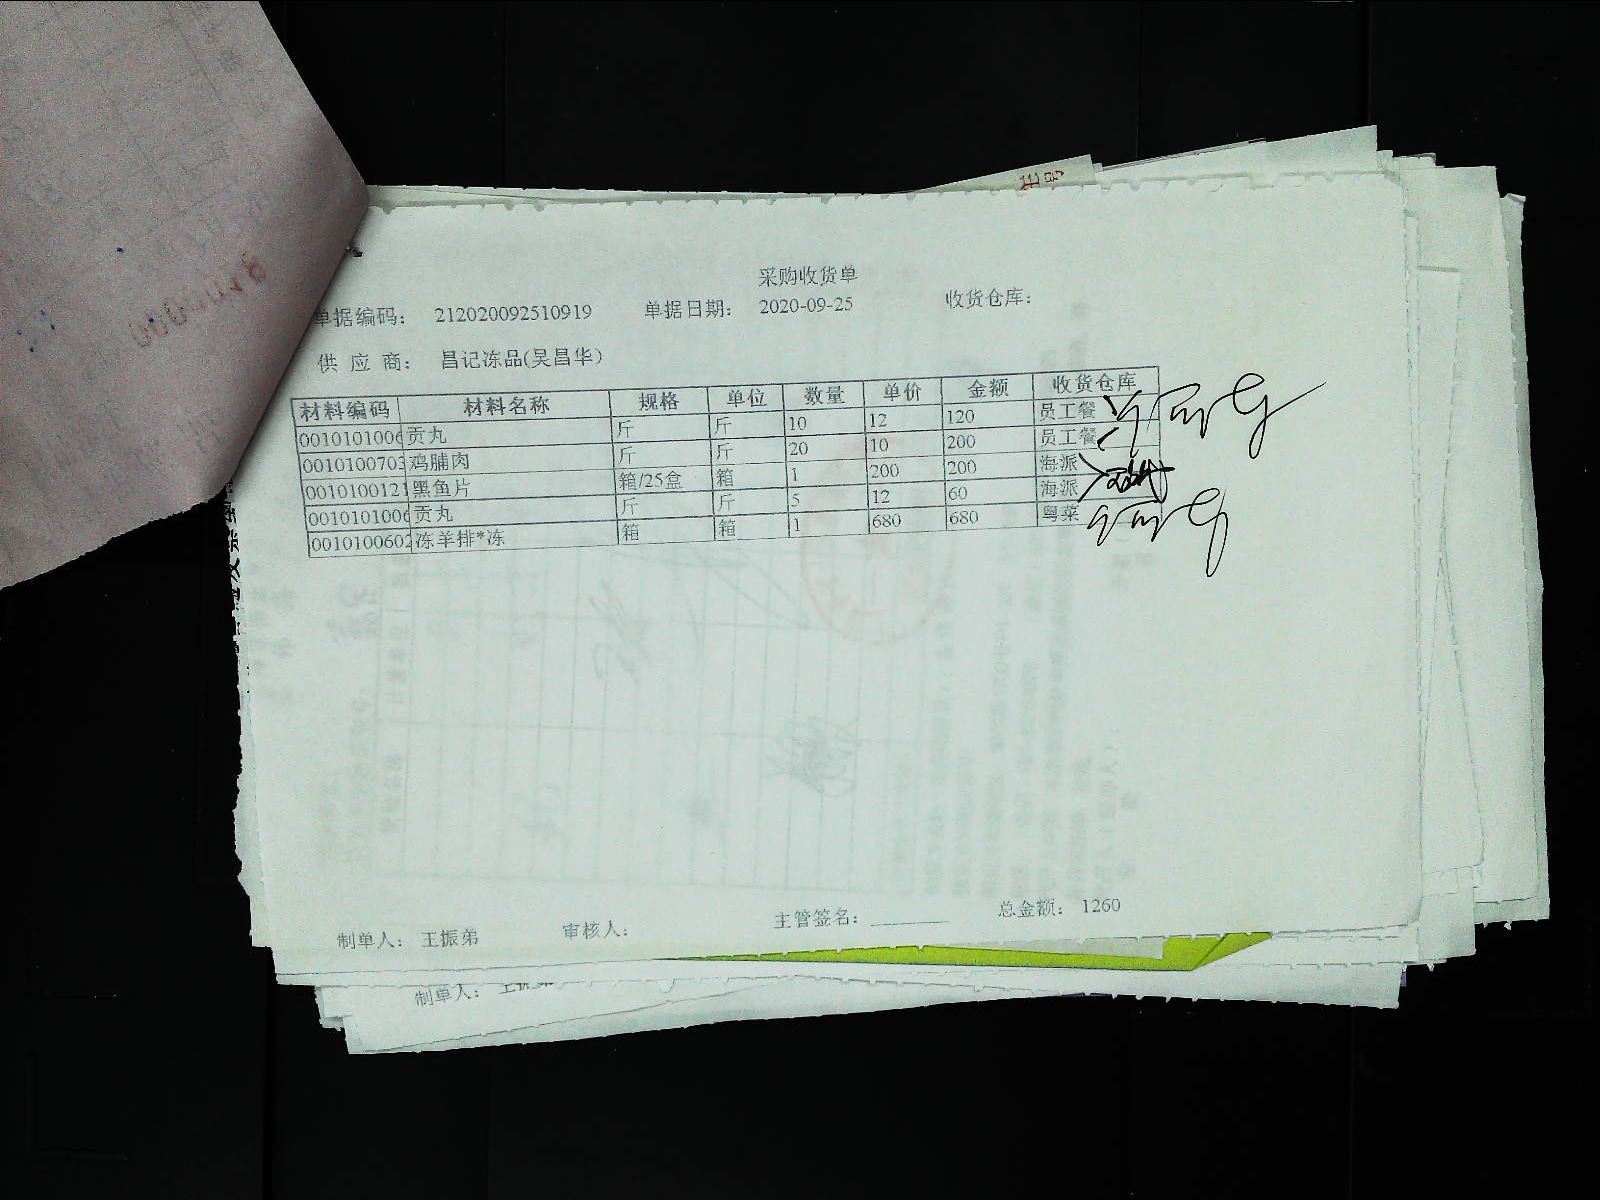 采购收货单
单据编码： 212020092510919 单据日期： 2020-09-25 收货仓库：
供 应 商： 昌记冻品(吴昌华)
材料编码 材料名称 规格 单位 数量 单价 金额 收货仓库
0010101006 贡丸 斤 斤 10 12 120 员工餐
0010100703 鸡脯肉 斤 斤 20 10 200 员工餐
0010100121 黑鱼片 箱/25盒 箱 1 200 200 海派
0010101006 贡丸 斤 斤 5 12 60 海派
0010100602 冻羊排*冻 箱 箱 1 680 680 粤菜
制单人： 王振弟 审核人： 主管签名： 总金额： 1260
制单人：